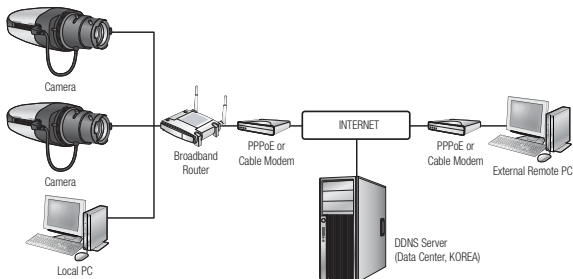 Camera
Camera
Local PC
Broadband
Router
PPPoE or
Cable Modem
INTERNET
DDNS Server
(Data Center, KOREA)
PPPoE or
Cable Modem
External Remote PC